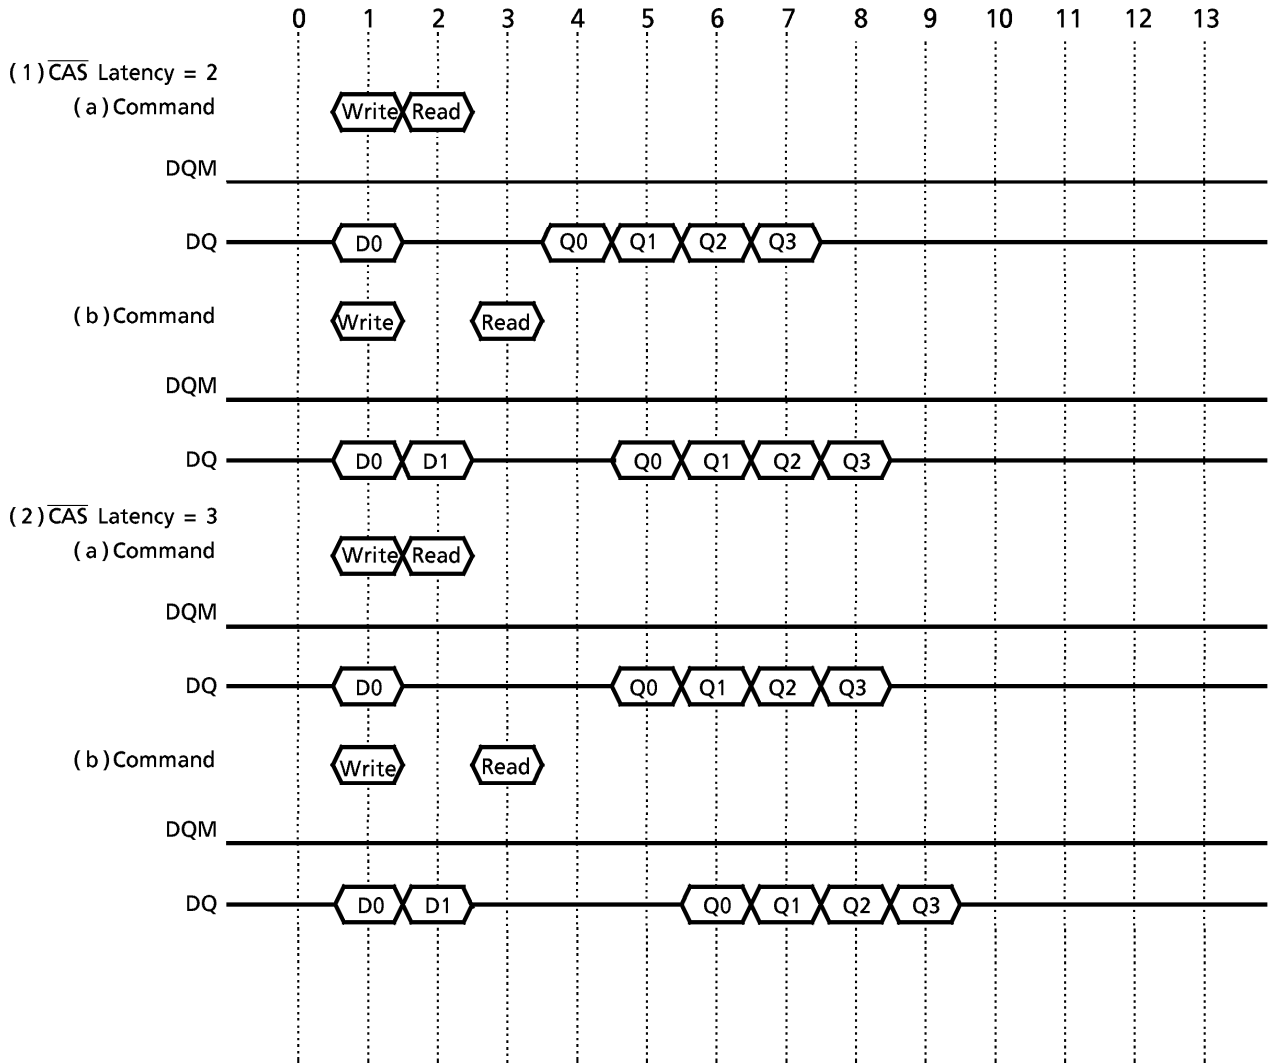 0 1 2 3 4 5 6 7 8 9 10 11 12 13
(1) CAS Latency = 2
(a) Command Write Read
DQM
DQ D0 Q0 Q1 Q2 Q3
(b) Command Write Read
DQM
DQ D0 D1 Q0 Q1 Q2 Q3
(2) CAS Latency = 3
(a) Command Write Read
DQM
DQ D0 Q0 Q1 Q2 Q3
(b) Command Write Read
DQM
DQ D0 D1 Q0 Q1 Q2 Q3